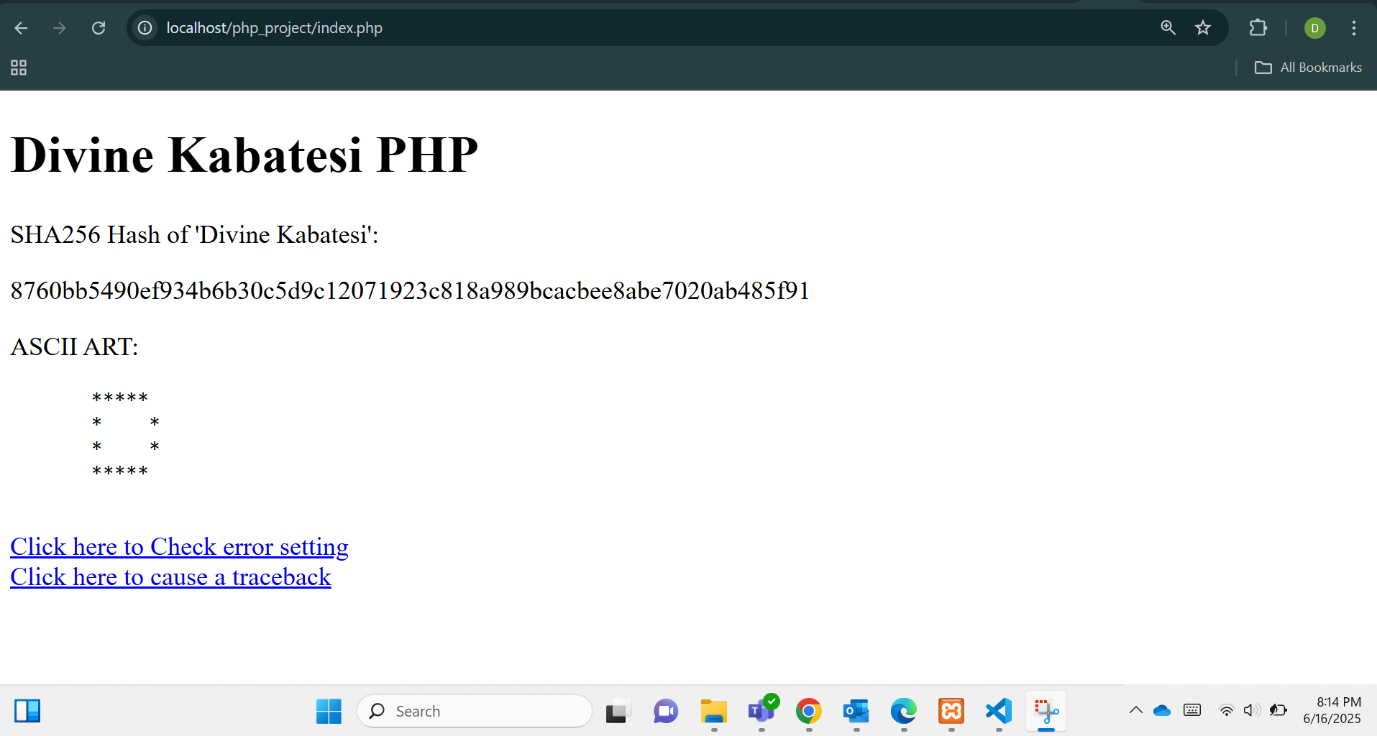 localhost/php_project/index.php
D
All Bookmarks
Divine Kabatesi PHP
SHA256 Hash of 'Divine Kabatesi':
8760bb5490ef934b6b30c5d9c12071923c818a989bcacbee8abe7020ab485f91
ASCII ART:
*****
*     *
*     *
*****
Click here to Check error setting
Click here to cause a traceback
Search
8:14 PM
6/16/2025